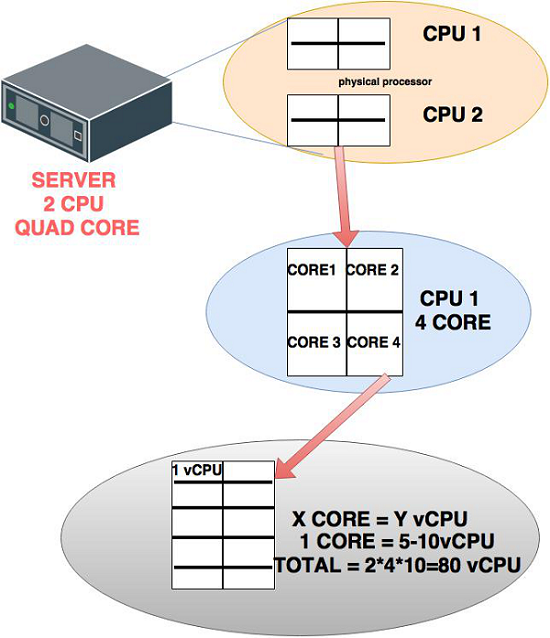 CPU 1
physical processor
CPU 2
SERVER
2 CPU
QUAD CORE
CORE1 CORE 2
CORE 3 CORE 4
CPU 1
4 CORE
1 vCPU
X CORE = Y vCPU
1 CORE = 5-10vCPU
TOTAL = 2*4*10=80 vCPU